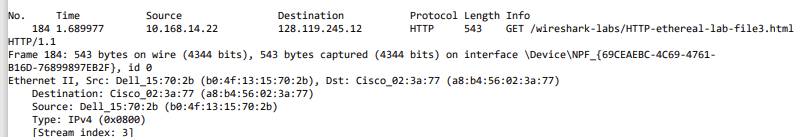 No. Time Source Destination Protocol Length Info
184 1.689977 10.168.14.22 128.119.245.12 HTTP 543 GET /wireshark-labs/HTTP-ethereal-lab-file3.html
HTTP/1.1
Frame 184: 543 bytes on wire (4344 bits), 543 bytes captured (4344 bits) on interface \Device\NPF_{69CEAEBC-4C69-4761-
B16D-76899897EB2F}, id 0
Ethernet II, Src: Dell_15:70:2b (b0:4f:13:15:70:2b), Dst: Cisco_02:3a:77 (a8:b4:56:02:3a:77)
Destination: Cisco_02:3a:77 (a8:b4:56:02:3a:77)
Source: Dell_15:70:2b (b0:4f:13:15:70:2b)
Type: IPv4 (0x0800)
[Stream index: 3]